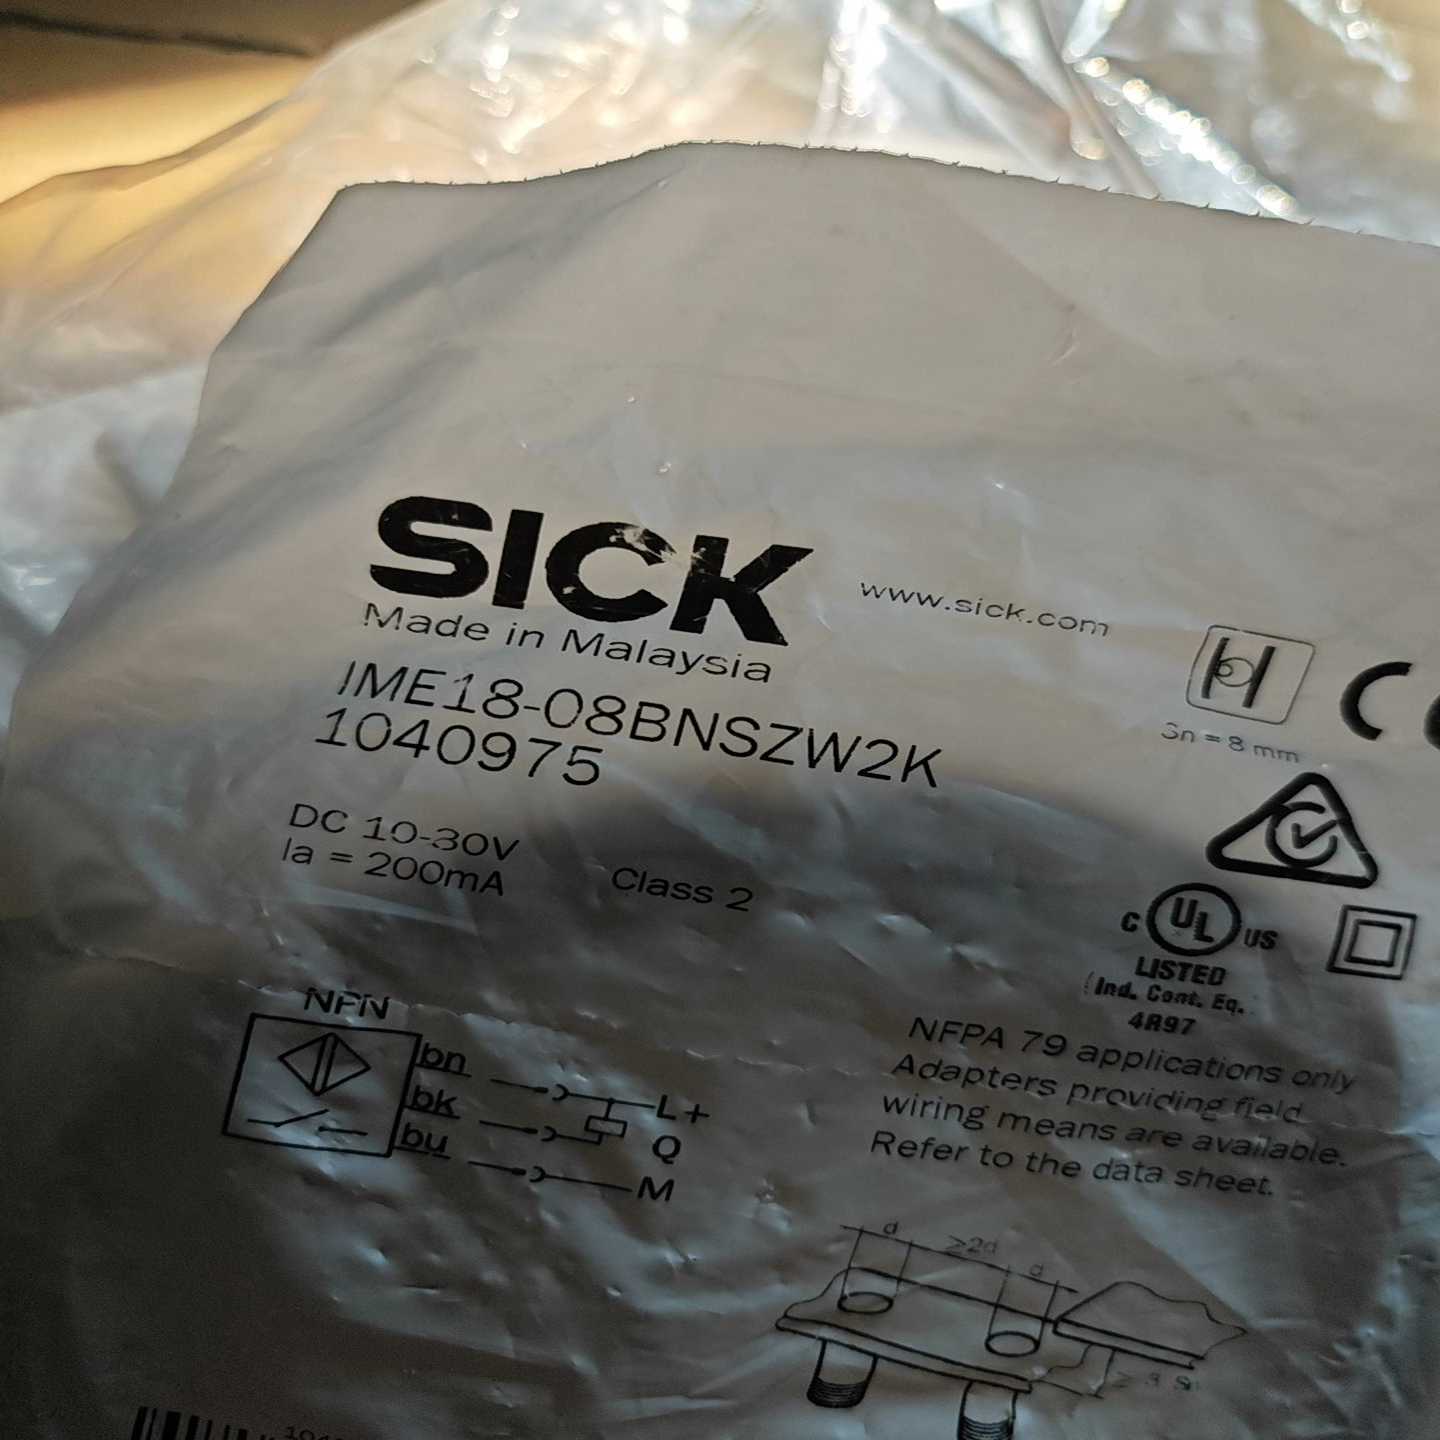 SICK
Made in Malaysia
www.sick.com
IME18-08BNSZW2K
1040975
Sn = 8 mm
DC 10-30V
Ia = 200mA
Class 2
C UL US
LISTED
Ind. Cont. Eq.
4R97
NFPA 79 applications only
Adapters providing field
wiring means are available.
Refer to the data sheet.
NPN
bn
L+
bk
Q
bu
M
d
≥2d
d